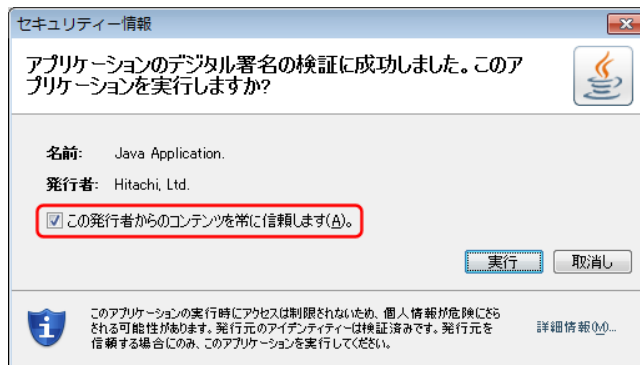 セキュリティー情報
アプリケーションのデジタル署名の検証に成功しました。このア
プリケーションを実行しますか?
名前: Java Application.
発行者: Hitachi, Ltd.
この発行者からのコンテンツを常に信頼します(A)。
実行 取消し
このアプリケーションの実行時にアクセスは制限されないため、個人情報が危険にさら
される可能性があります。発行元のアイデンティティーは検証済みです。発行元を
信頼する場合にのみ、このアプリケーションを実行してください。
詳細情報(M)...